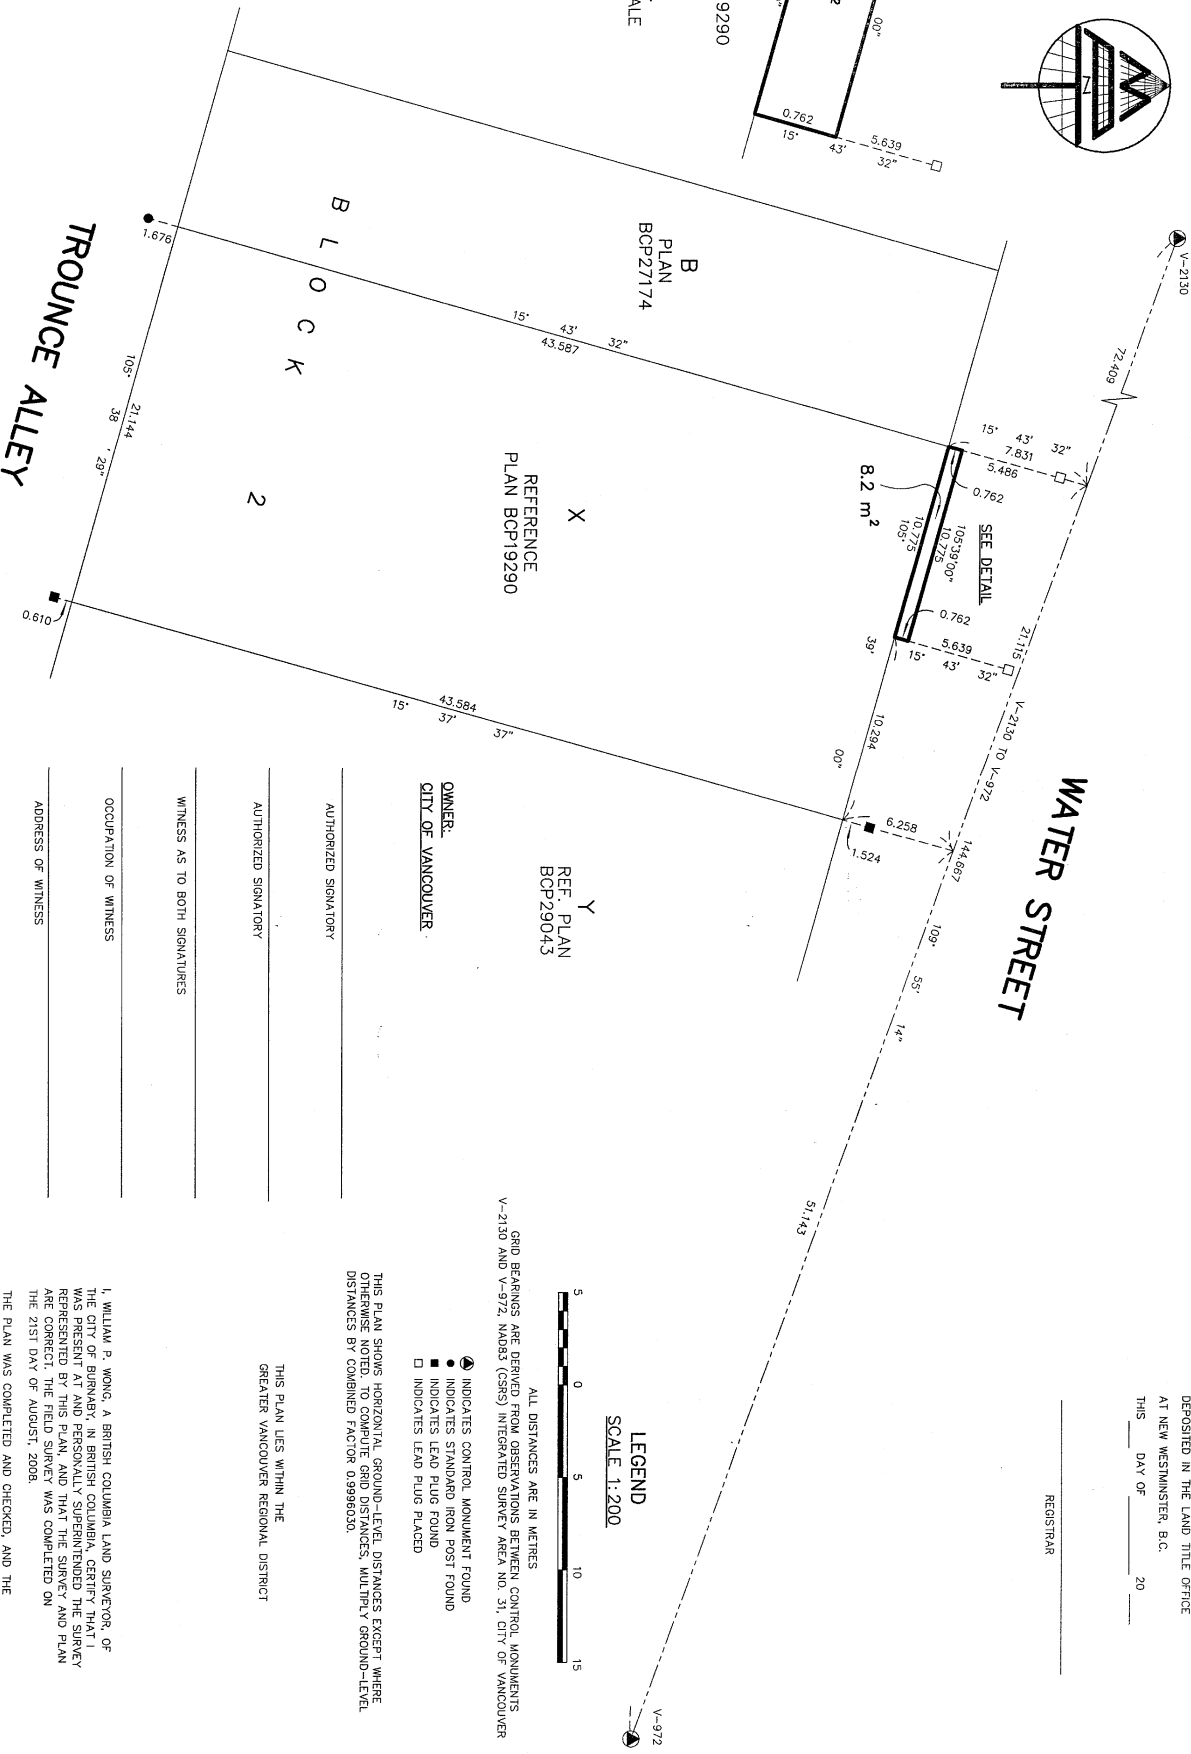 DEPOSITED IN THE LAND TITLE OFFICE
AT NEW WESTMINSTER, B.C.
THIS DAY OF 20
REGISTRAR
Z
9290
ALE
00"
0.762
15° 43' 32"
5.639
V-2130
72.409
15° 43' 32"
7.831
5.486
0.762
SEE DETAIL
105°39'00"
10.775
10.775
105° 39' 00"
8.2 m²
0.762
5.639
15° 43' 32"
21.115
V-2130 TO V-972
10.294
WATER STREET
6.258
1.524
144.667
109° 55' 14"
51.143
V-972
B
PLAN
BCP27174
15° 43' 32"
43.587
X
REFERENCE
PLAN BCP19290
Y
REF. PLAN
BCP29043
BLOCK
2
1.676
105° 38' 29"
21.144
0.610
43.584
15° 37' 37"
TROUNCE ALLEY
OWNER:
CITY OF VANCOUVER
AUTHORIZED SIGNATORY
AUTHORIZED SIGNATORY
WITNESS AS TO BOTH SIGNATURES
OCCUPATION OF WITNESS
ADDRESS OF WITNESS
LEGEND
SCALE 1:200
5 0 5 10 15
ALL DISTANCES ARE IN METRES
GRID BEARINGS ARE DERIVED FROM OBSERVATIONS BETWEEN CONTROL MONUMENTS
V-2130 AND V-972, NAD83 (CSRS) INTEGRATED SURVEY AREA NO. 31, CITY OF VANCOUVER
INDICATES CONTROL MONUMENT FOUND
INDICATES STANDARD IRON POST FOUND
INDICATES LEAD PLUG FOUND
INDICATES LEAD PLUG PLACED
THIS PLAN SHOWS HORIZONTAL GROUND-LEVEL DISTANCES EXCEPT WHERE
OTHERWISE NOTED. TO COMPUTE GRID DISTANCES, MULTIPLY GROUND-LEVEL
DISTANCES BY COMBINED FACTOR 0.9996030.
THIS PLAN LIES WITHIN THE
GREATER VANCOUVER REGIONAL DISTRICT
I, WILLIAM P. WONG, A BRITISH COLUMBIA LAND SURVEYOR, OF
THE CITY OF BURNABY, IN BRITISH COLUMBIA, CERTIFY THAT I
WAS PRESENT AT AND PERSONALLY SUPERINTENDED THE SURVEY
REPRESENTED BY THIS PLAN, AND THAT THE SURVEY AND PLAN
ARE CORRECT. THE FIELD SURVEY WAS COMPLETED ON
THE 21ST DAY OF AUGUST, 2008.
THE PLAN WAS COMPLETED AND CHECKED, AND THE